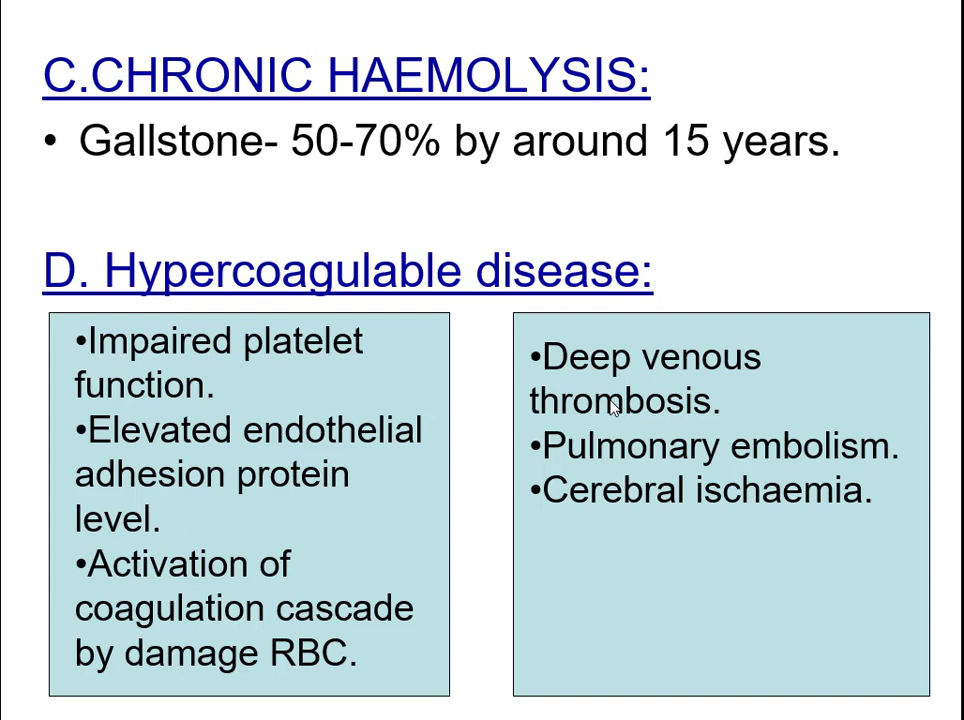 C.CHRONIC HAEMOLYSIS:
• Gallstone- 50-70% by around 15 years.
D. Hypercoagulable disease:
•Impaired platelet
function.
•Elevated endothelial
adhesion protein
level.
•Activation of
coagulation cascade
by damage RBC.
•Deep venous
thrombosis.
•Pulmonary embolism.
•Cerebral ischaemia.